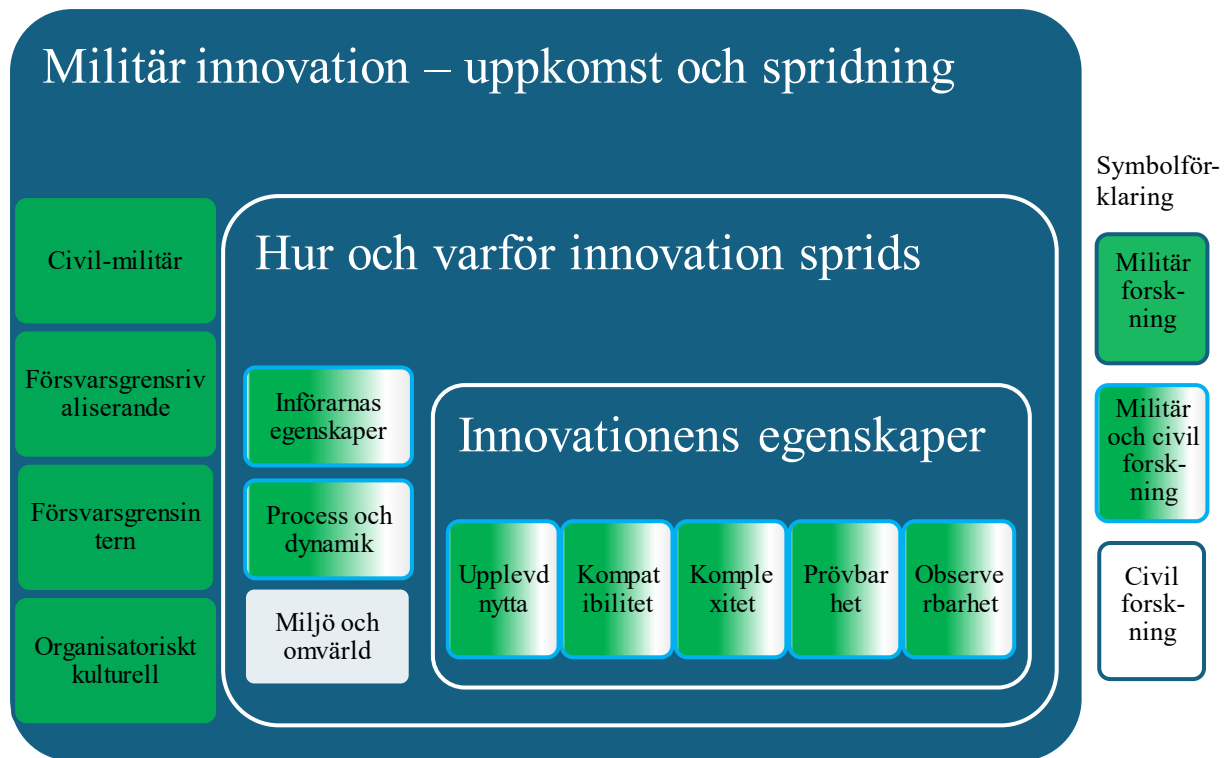 Militär innovation – uppkomst och spridning
Civil-militär
Försvarsgrensriv
aliserande
Försvarsgrensin
tern
Organisatoriskt
kulturell
Hur och varför innovation sprids
Införarnas
egenskaper
Process och
dynamik
Miljö och
omvärld
Innovationens egenskaper
Upplevd
nytta
Kompat
ibilitet
Komple
xitet
Prövbar
het
Observe
rbarhet
Symbolför-
klaring
Militär
forsk-
ning
Militär
och civil
forsk-
ning
Civil
forsk-
ning